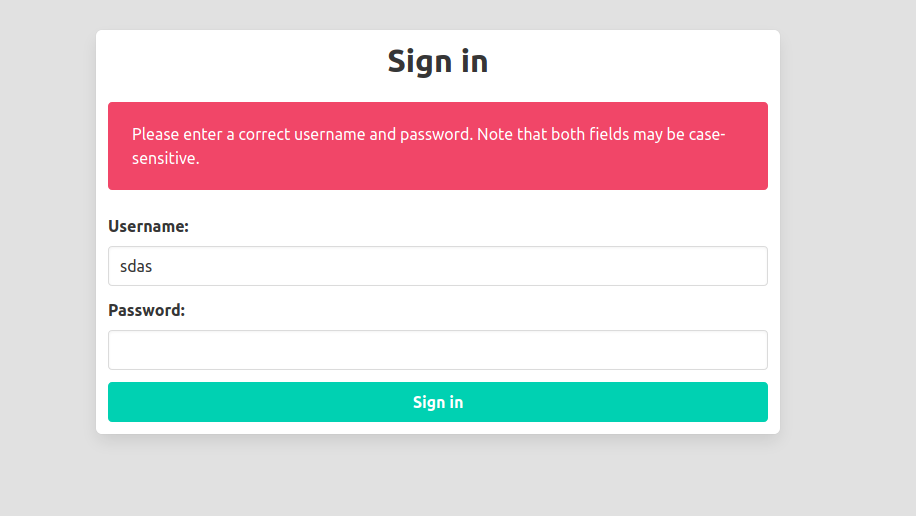 Sign in
Please enter a correct username and password. Note that both fields may be case-
sensitive.
Username:
sdas
Password:
Sign in